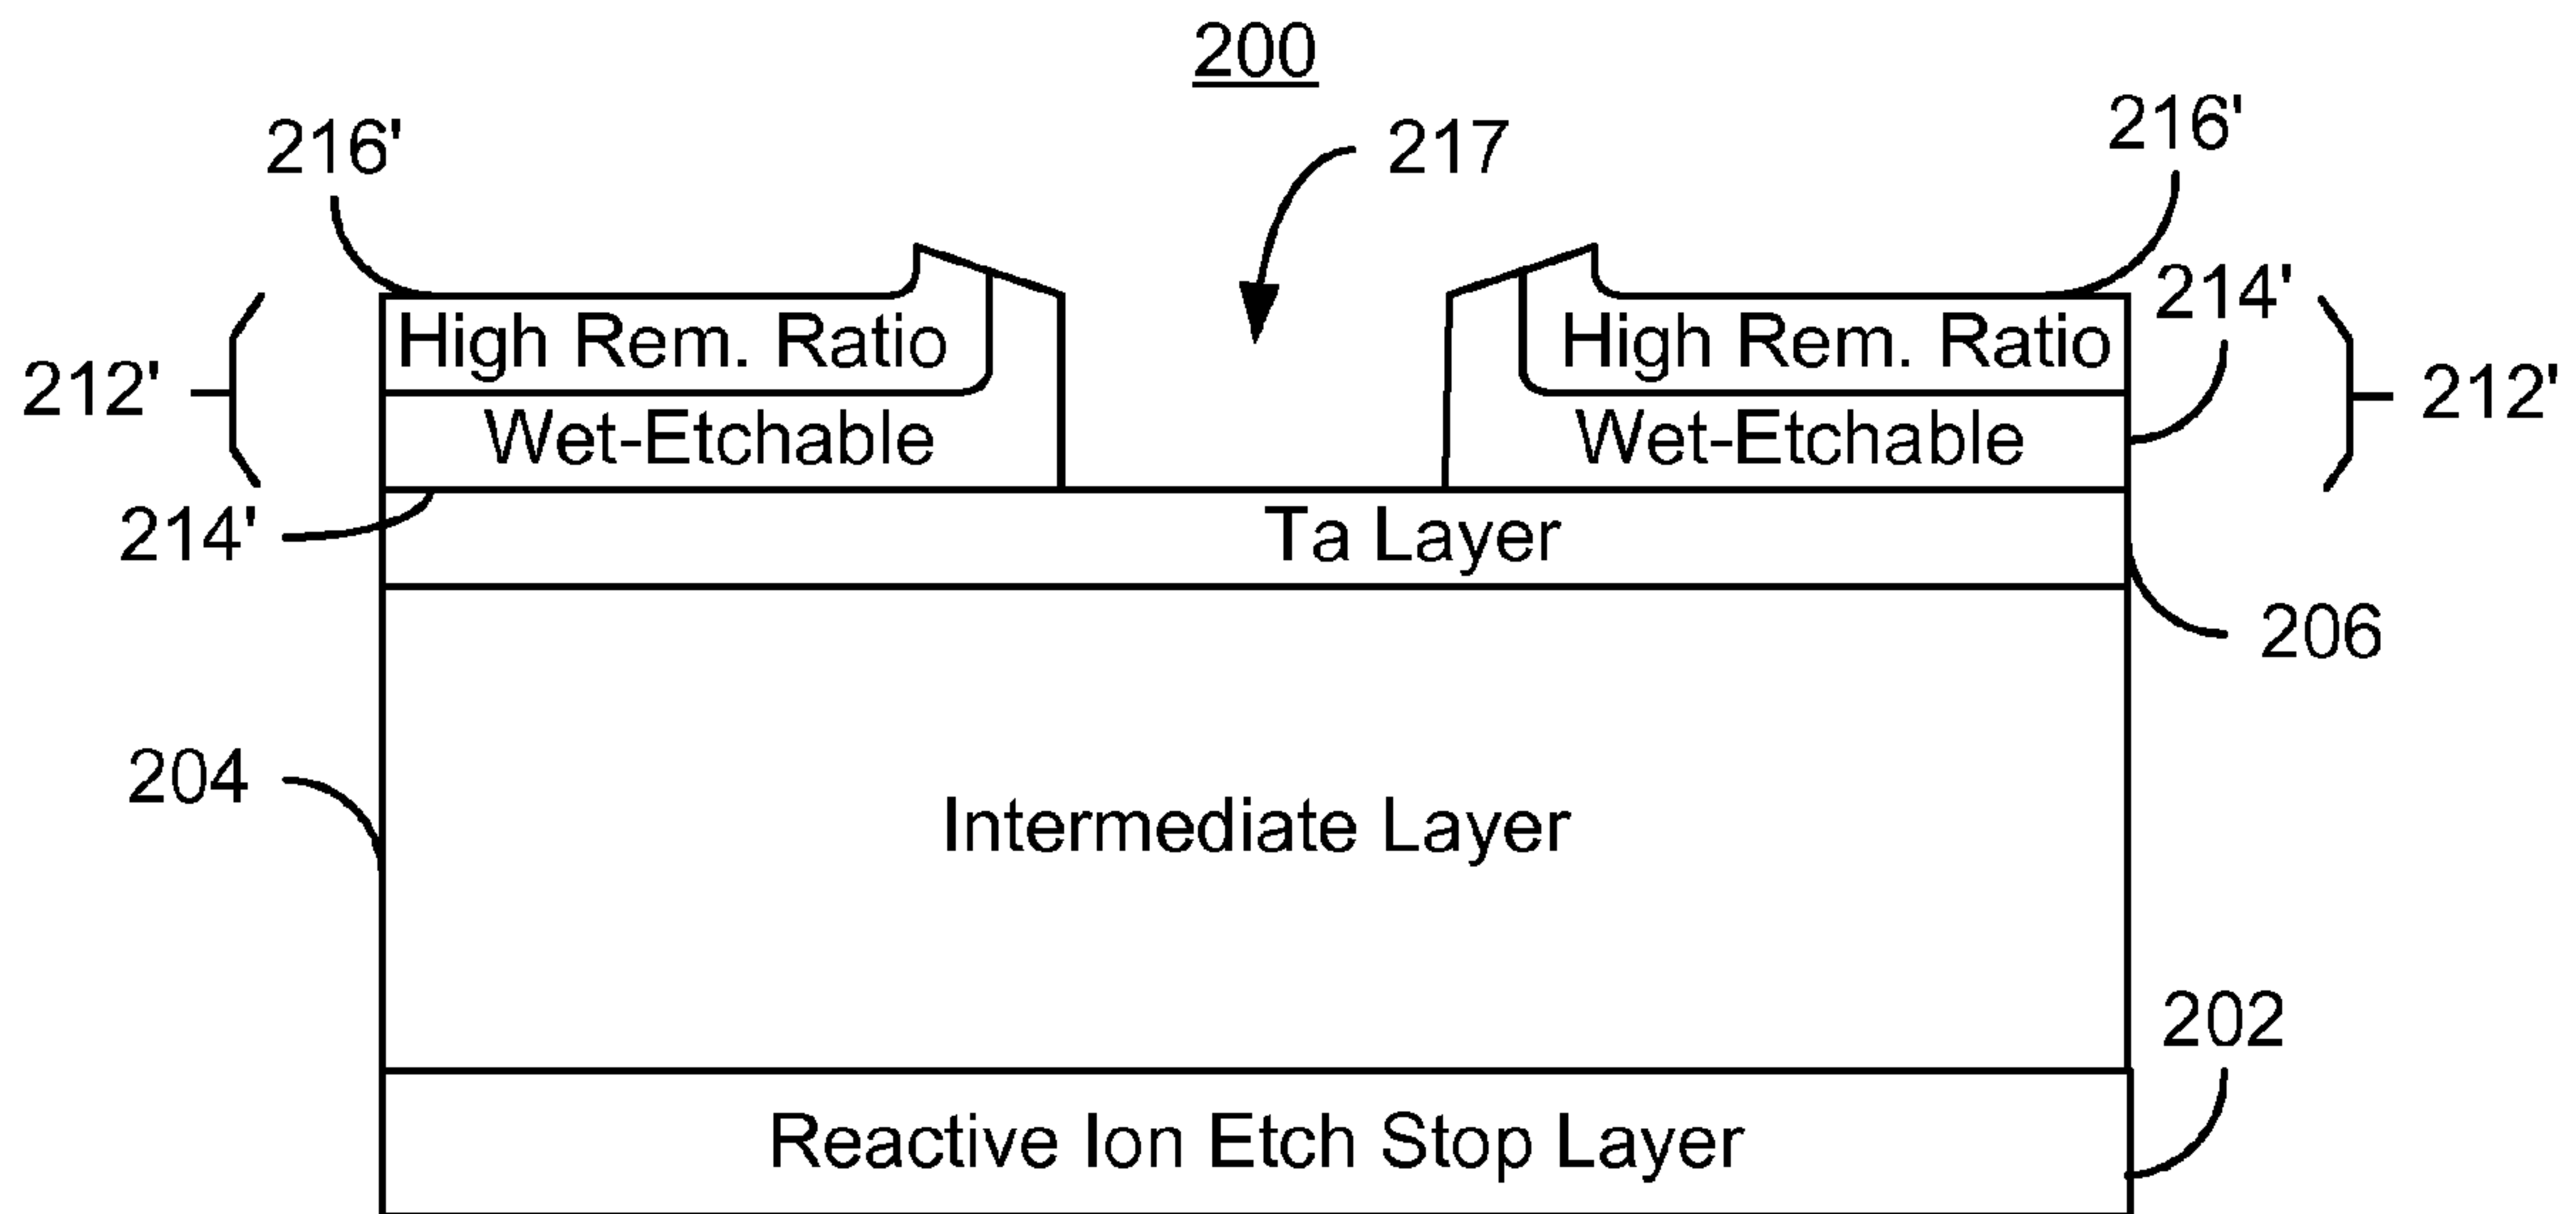 200
216'
217
216'
214'
High Rem. Ratio
High Rem. Ratio
212'
212'
Wet-Etchable
Wet-Etchable
214'
Ta Layer
206
204
Intermediate Layer
202
Reactive Ion Etch Stop Layer